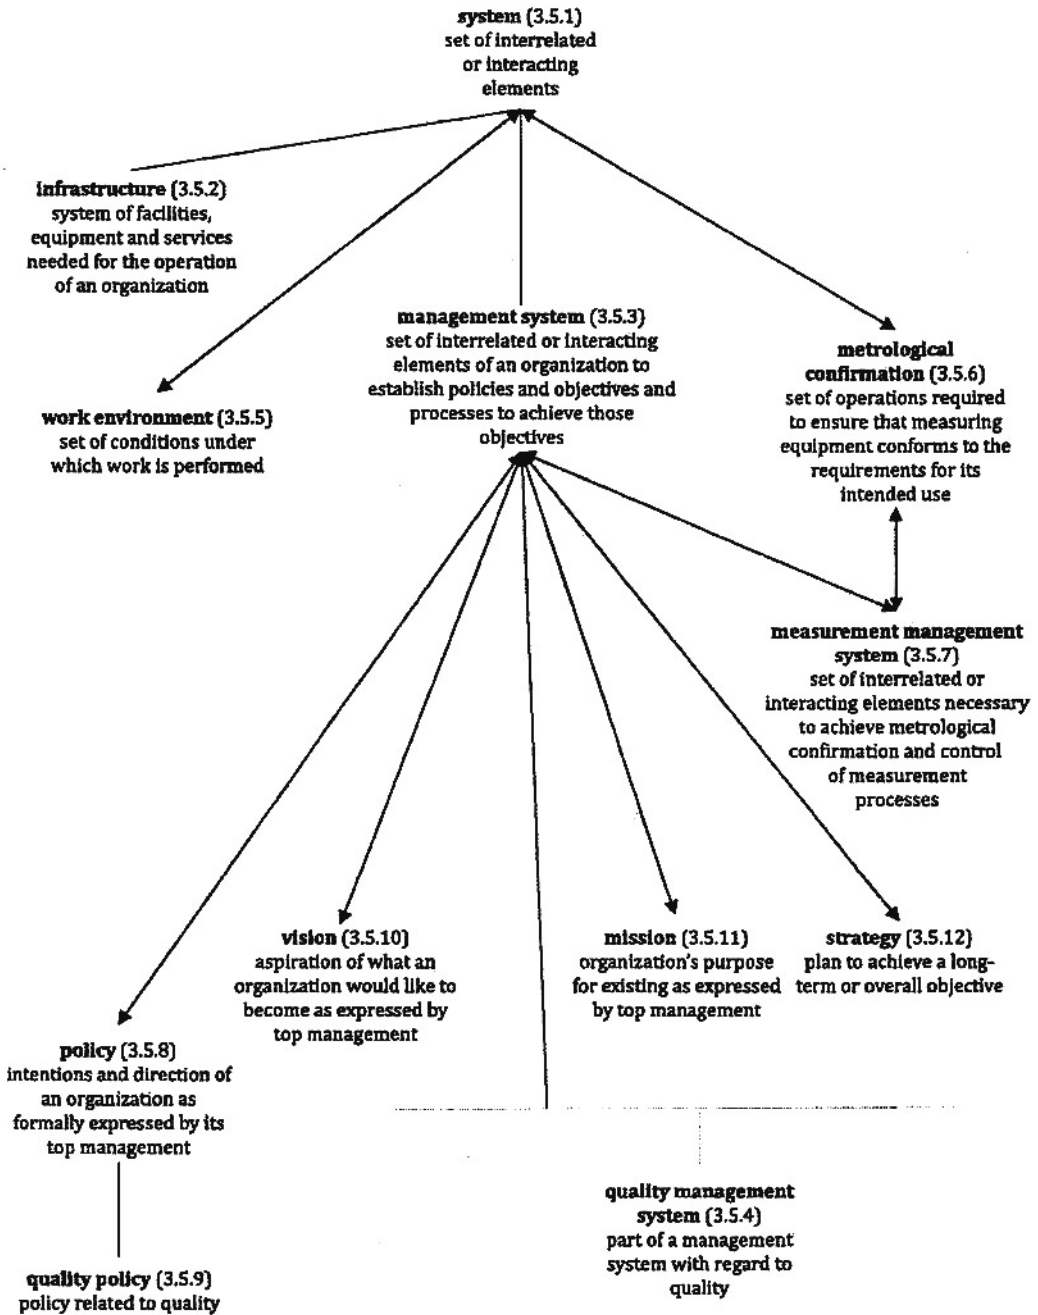 system (3.5.1)
set of interrelated
or interacting
elements
infrastructure (3.5.2)
system of facilities,
equipment and services
needed for the operation
of an organization
management system (3.5.3)
set of interrelated or interacting
elements of an organization to
establish policies and objectives and
processes to achieve those
objectives
metrological
confirmation (3.5.6)
set of operations required
to ensure that measuring
equipment conforms to the
requirements for its
intended use
work environment (3.5.5)
set of conditions under
which work is performed
measurement management
system (3.5.7)
set of interrelated or
interacting elements necessary
to achieve metrological
confirmation and control
of measurement
processes
vision (3.5.10)
aspiration of what an
organization would like to
become as expressed by
top management
mission (3.5.11)
organization's purpose
for existing as expressed
by top management
strategy (3.5.12)
plan to achieve a long-
term or overall objective
policy (3.5.8)
intentions and direction of
an organization as
formally expressed by its
top management
quality management
system (3.5.4)
part of a management
system with regard to
quality
quality policy (3.5.9)
policy related to quality